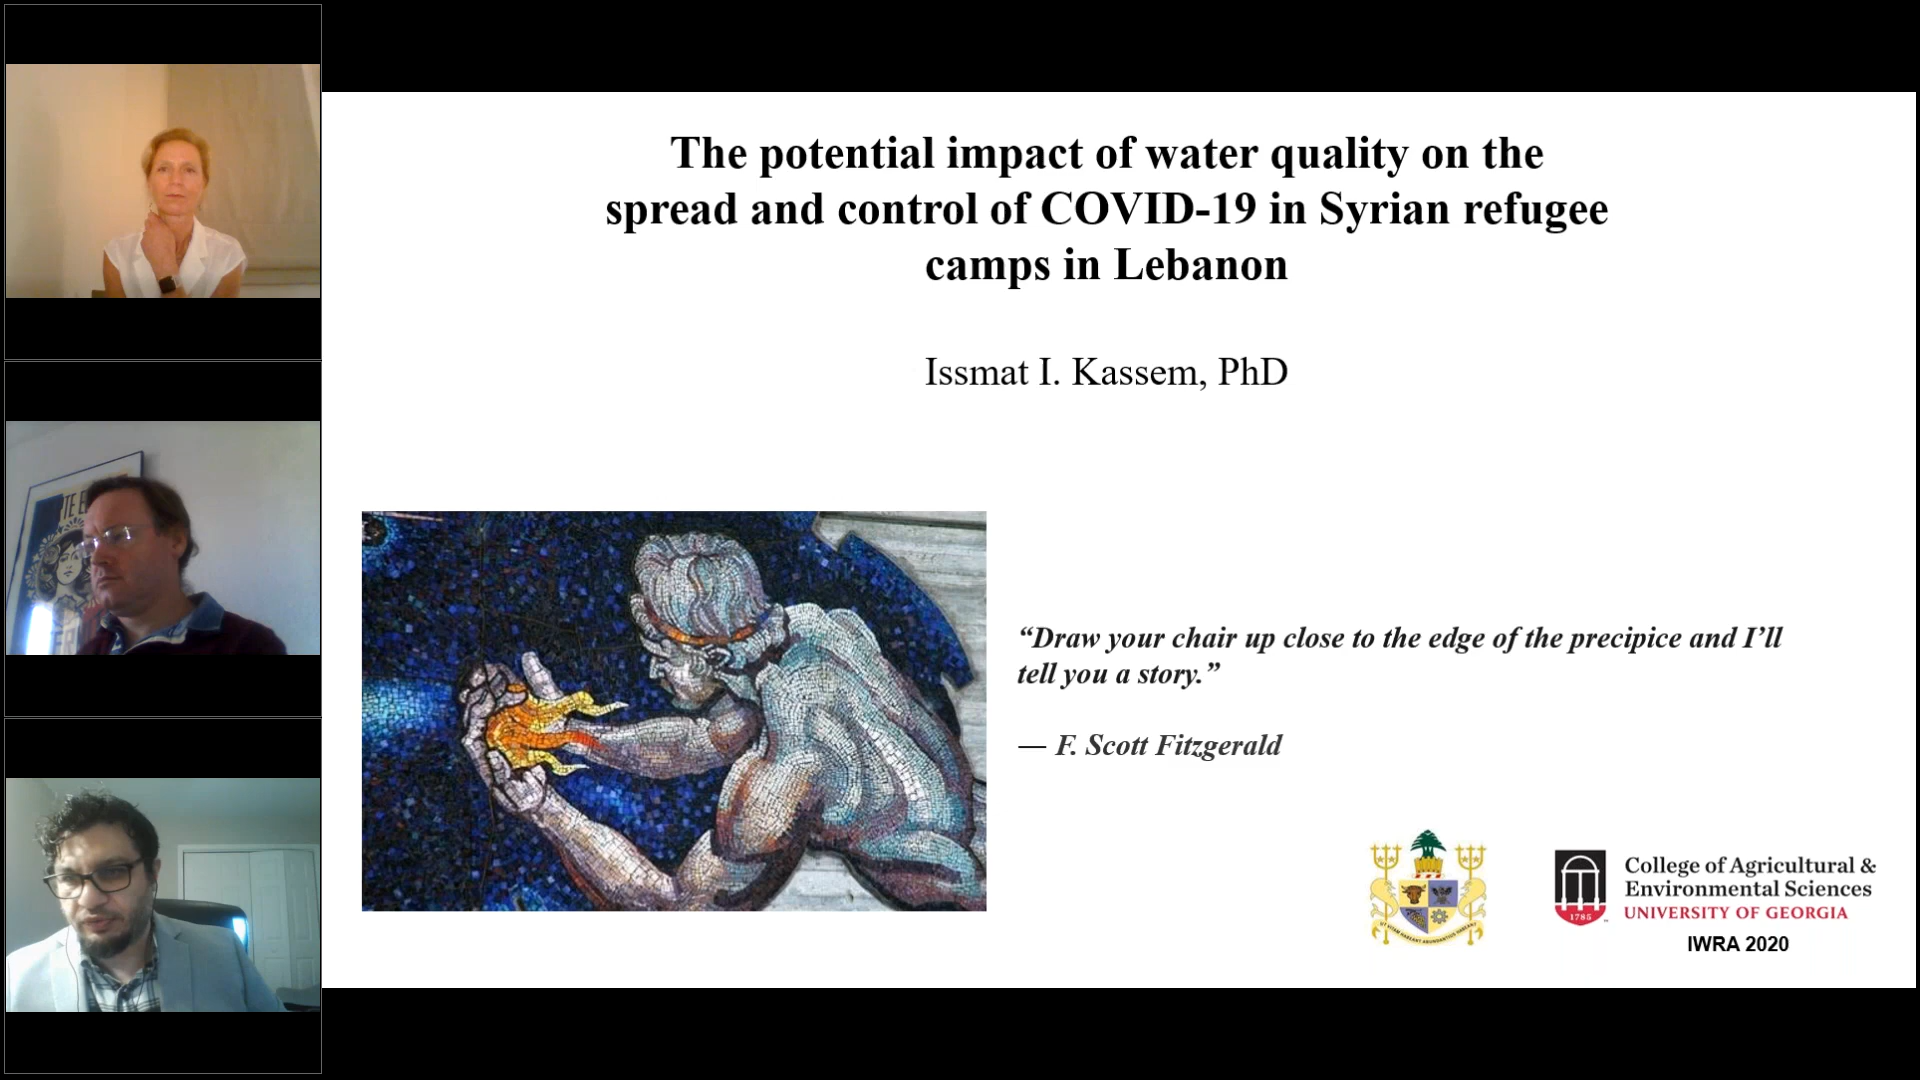 The potential impact of water quality on the
spread and control of COVID-19 in Syrian refugee
camps in Lebanon
Issmat I. Kassem, PhD
“Draw your chair up close to the edge of the precipice and I’ll
tell you a story.”
— F. Scott Fitzgerald
College of Agricultural &
Environmental Sciences
UNIVERSITY OF GEORGIA
1785
IWRA 2020